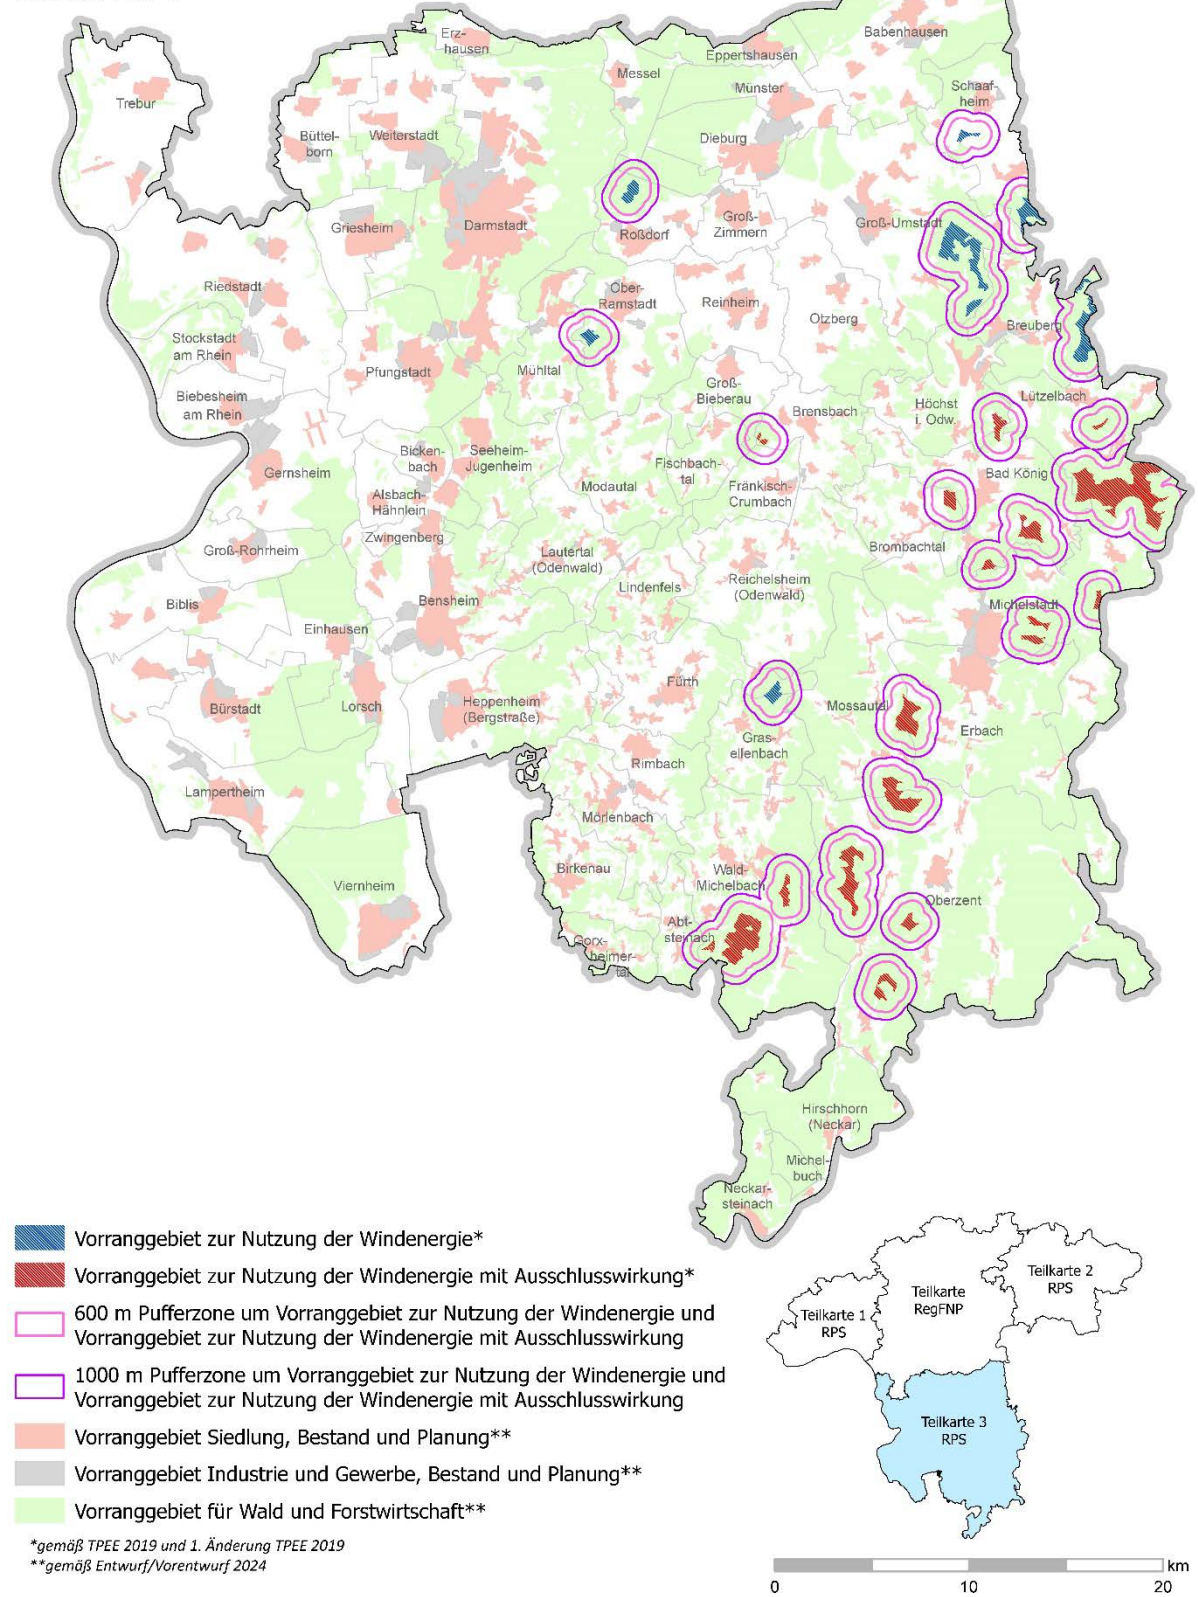 Babenhausen
Erz-
hausen
Eppertshausen
Messel
Münster
Schaaf-
heim
Trebur
Büttel-
born
Weiterstadt
Dieburg
Griesheim
Darmstadt
Roßdorf
Groß-
Zimmern
Groß-Umstadt
Riedstadt
Ober-
Ramstadt
Reinheim
Otzberg
Breuberg
Stockstadt
am Rhein
Pfungstadt
Mühltal
Groß-
Bieberau
Biebesheim
am Rhein
Brensbach
Höchst
i. Odw.
Lützelbach
Bicken-
bach
Seeheim-
Jugenheim
Gernsheim
Fischbach-
tal
Modautal
Fränkisch-
Crumbach
Bad König
Alsbach-
Hähnlein
Zwingenberg
Groß-Rohrheim
Lautertal
(Odenwald)
Brombachtal
Lindenfels
Reichelsheim
(Odenwald)
Biblis
Bensheim
Michelstadt
Einhausen
Bürstadt
Lorsch
Heppenheim
(Bergstraße)
Fürth
Mossautal
Erbach
Gras-
ellenbach
Rimbach
Lampertheim
Mörlenbach
Birkenau
Wald-
Michelbach
Viernheim
Oberzent
Abt-
steinach
Gorx-
heimer-
tal
Hirschhorn
(Neckar)
Michel-
buch
Neckar-
steinach
Vorranggebiet zur Nutzung der Windenergie*
Vorranggebiet zur Nutzung der Windenergie mit Ausschlusswirkung*
600 m Pufferzone um Vorranggebiet zur Nutzung der Windenergie und
Vorranggebiet zur Nutzung der Windenergie mit Ausschlusswirkung
1000 m Pufferzone um Vorranggebiet zur Nutzung der Windenergie und
Vorranggebiet zur Nutzung der Windenergie mit Ausschlusswirkung
Vorranggebiet Siedlung, Bestand und Planung**
Vorranggebiet Industrie und Gewerbe, Bestand und Planung**
Vorranggebiet für Wald und Forstwirtschaft**
*gemäß TPEE 2019 und 1. Änderung TPEE 2019
**gemäß Entwurf/Vorentwurf 2024
Teilkarte 1
RPS
Teilkarte
RegFNP
Teilkarte 2
RPS
Teilkarte 3
RPS
km
0 10 20